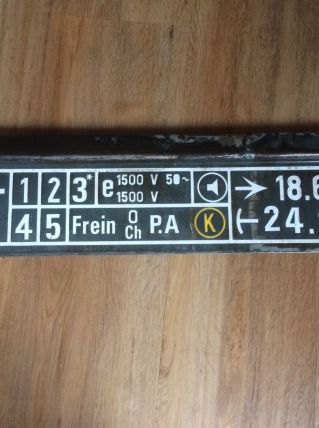 1 2 3* e 1500 V 50~ 1500 V 18.6
4 5 Frein O Ch P.A K 24.